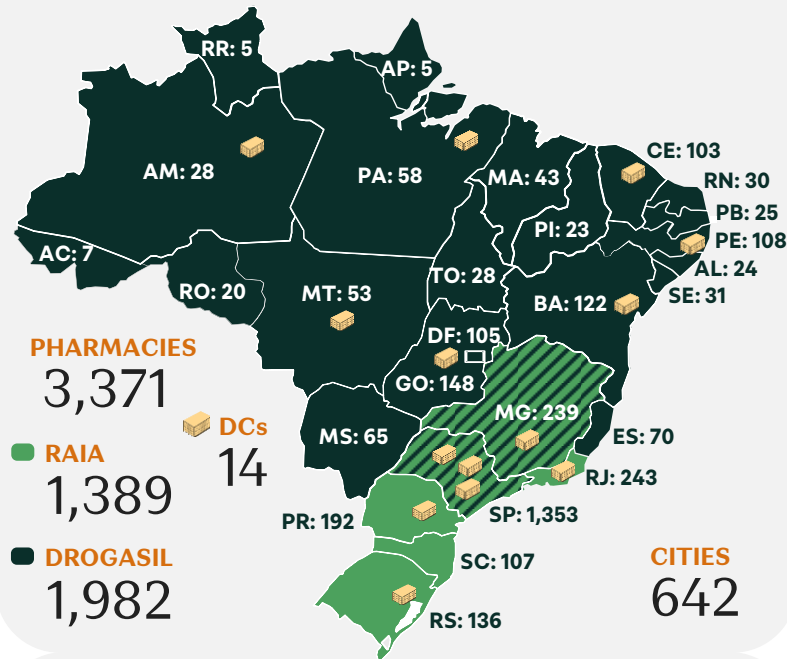 RR: 5
AP: 5
AM: 28
PA: 58
MA: 43
CE: 103
RN: 30
PI: 23
PB: 25
PE: 108
AC: 7
AL: 24
RO: 20
MT: 53
TO: 28
BA: 122
SE: 31
DF: 105
GO: 148
PHARMACIES
3,371
MG: 239
MS: 65
ES: 70
DCs
14
RAIA
1,389
RJ: 243
PR: 192
SP: 1,353
DROGASIL
1,982
SC: 107
CITIES
642
RS: 136